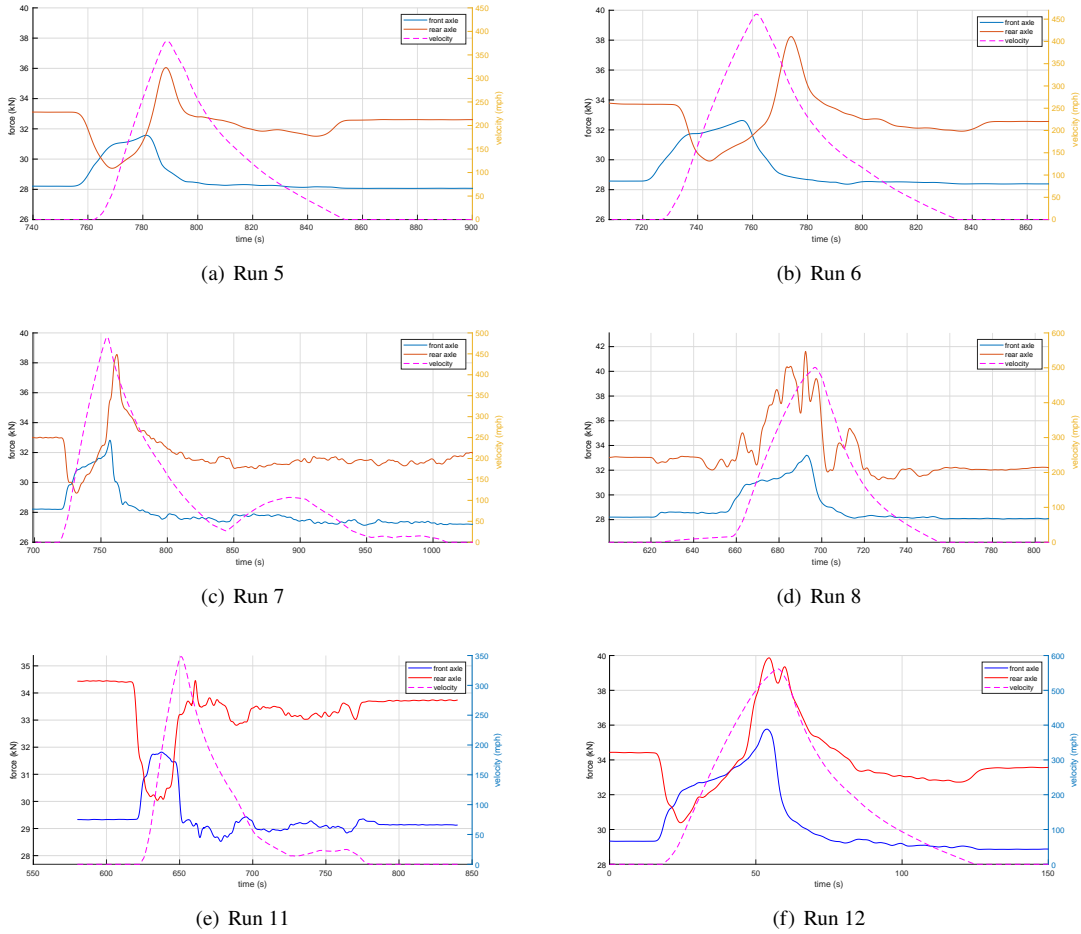 40
38
36
34
32
30
28
26
force (kN)
front axle
rear axle
velocity
450
400
350
300
250
200
150
100
50
0
velocity (mph)
740 760 780 800 820 840 860 880 900
time (s)
(a) Run 5
40
38
36
34
32
30
28
26
force (kN)
front axle
rear axle
velocity
450
400
350
300
250
200
150
100
50
0
velocity (mph)
720 740 760 780 800 820 840 860
time (s)
(b) Run 6
40
38
36
34
32
30
28
26
force (kN)
front axle
rear axle
velocity
500
450
400
350
300
250
200
150
100
50
0
velocity (mph)
700 750 800 850 900 950 1000
time (s)
(c) Run 7
42
40
38
36
34
32
30
28
force (kN)
front axle
rear axle
velocity
600
500
400
300
200
100
0
velocity (mph)
620 640 660 680 700 720 740 760 780 800
time (s)
(d) Run 8
35
34
33
31
30
29
28
force (kN)
front axle
rear axle
velocity
350
300
250
200
150
100
50
0
velocity (mph)
550 600 650 700 750 800 850
time (s)
(e) Run 11
40
38
36
34
32
30
28
force (kN)
front axle
rear axle
velocity
600
500
400
300
200
100
0
velocity (mph)
0 50 100 150
time (s)
(f) Run 12